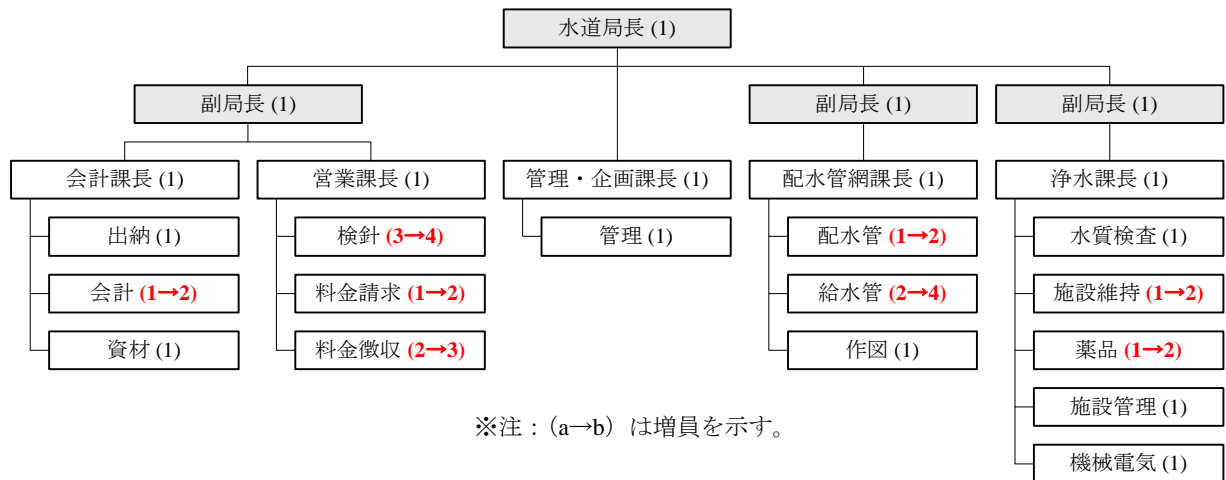 水道局長 (1)
副局長 (1)
副局長 (1)
副局長 (1)
会計課長 (1)
営業課長 (1)
管理・企画課長 (1)
配水管網課長 (1)
浄水課長 (1)
出納 (1)
検針 (3→4)
管理 (1)
配水管 (1→2)
水質検査 (1)
会計 (1→2)
料金請求 (1→2)
給水管 (2→4)
施設維持 (1→2)
資材 (1)
料金徴収 (2→3)
作図 (1)
薬品 (1→2)
施設管理 (1)
機械電気 (1)
※注：(a→b）は増員を示す。